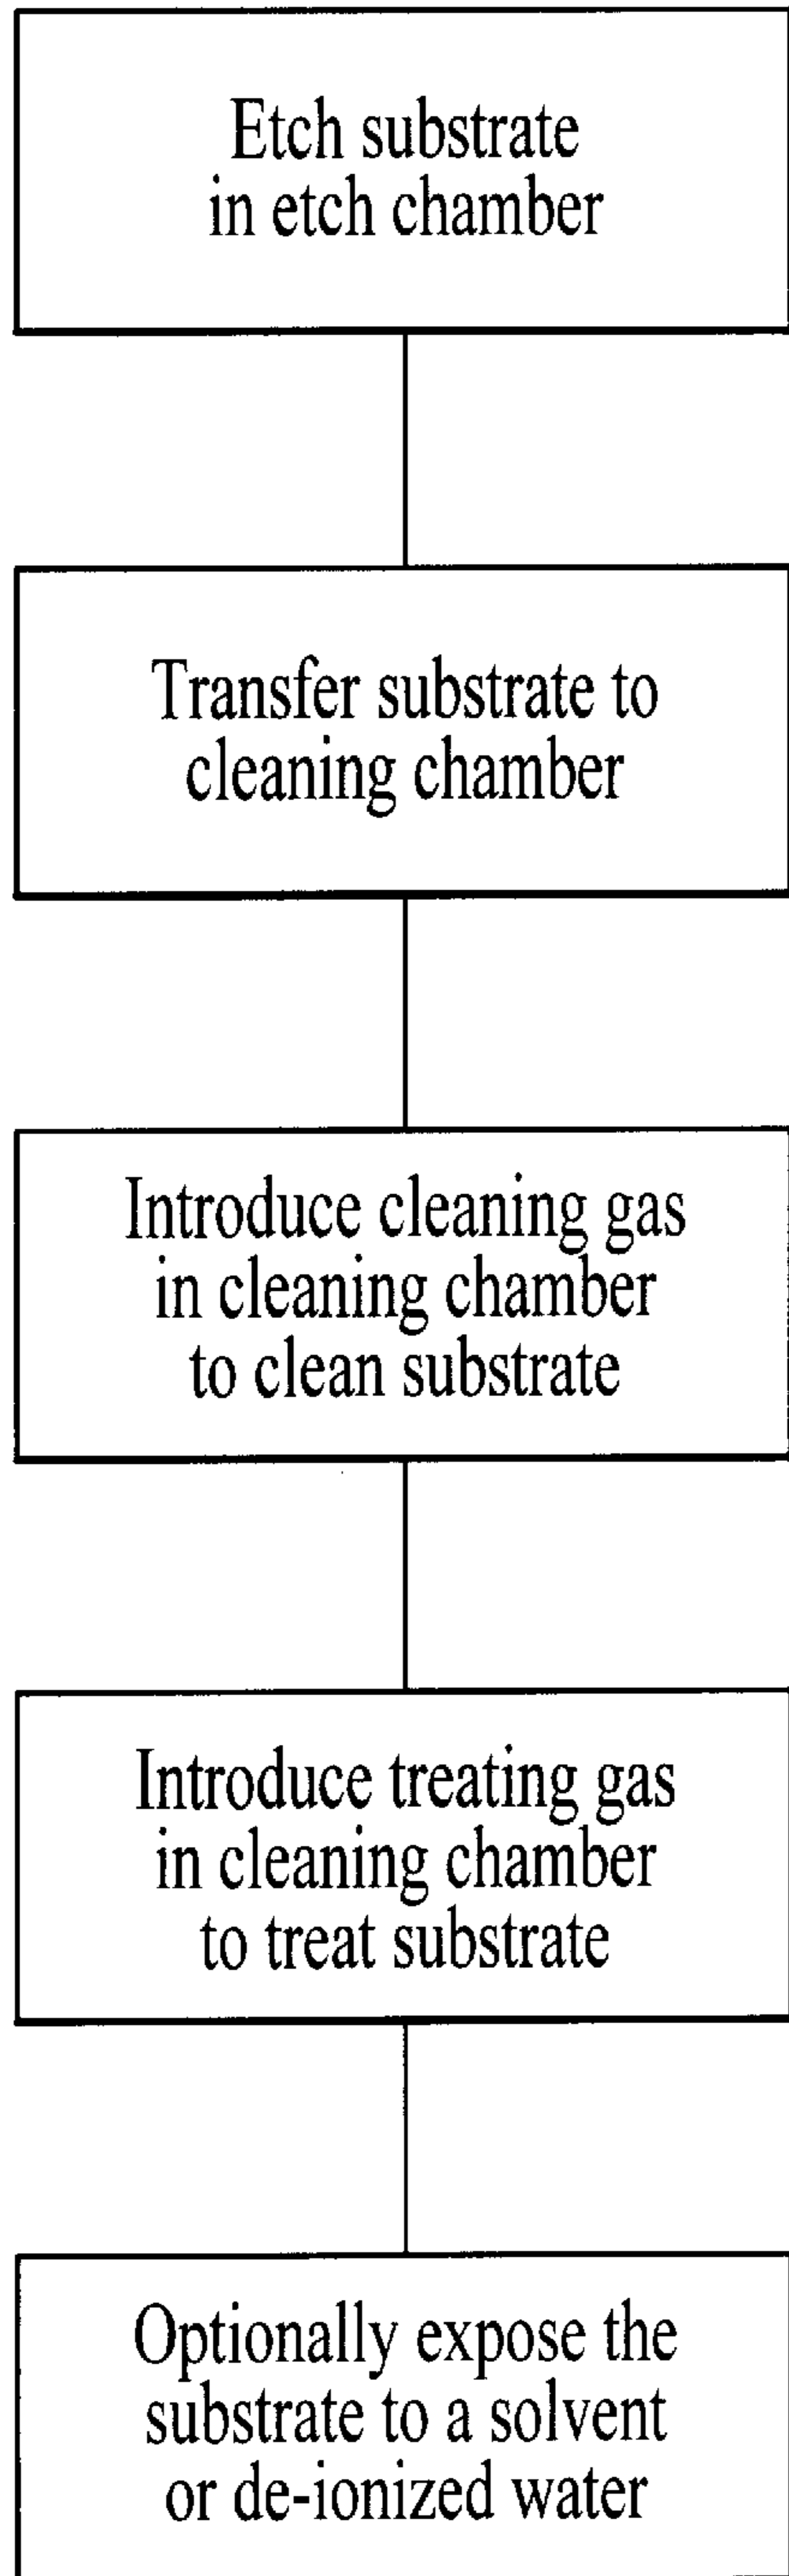 Etch substrate
in etch chamber
Transfer substrate to
cleaning chamber
Introduce cleaning gas
in cleaning chamber
to clean substrate
Introduce treating gas
in cleaning chamber
to treat substrate
Optionally expose the
substrate to a solvent
or de-ionized water